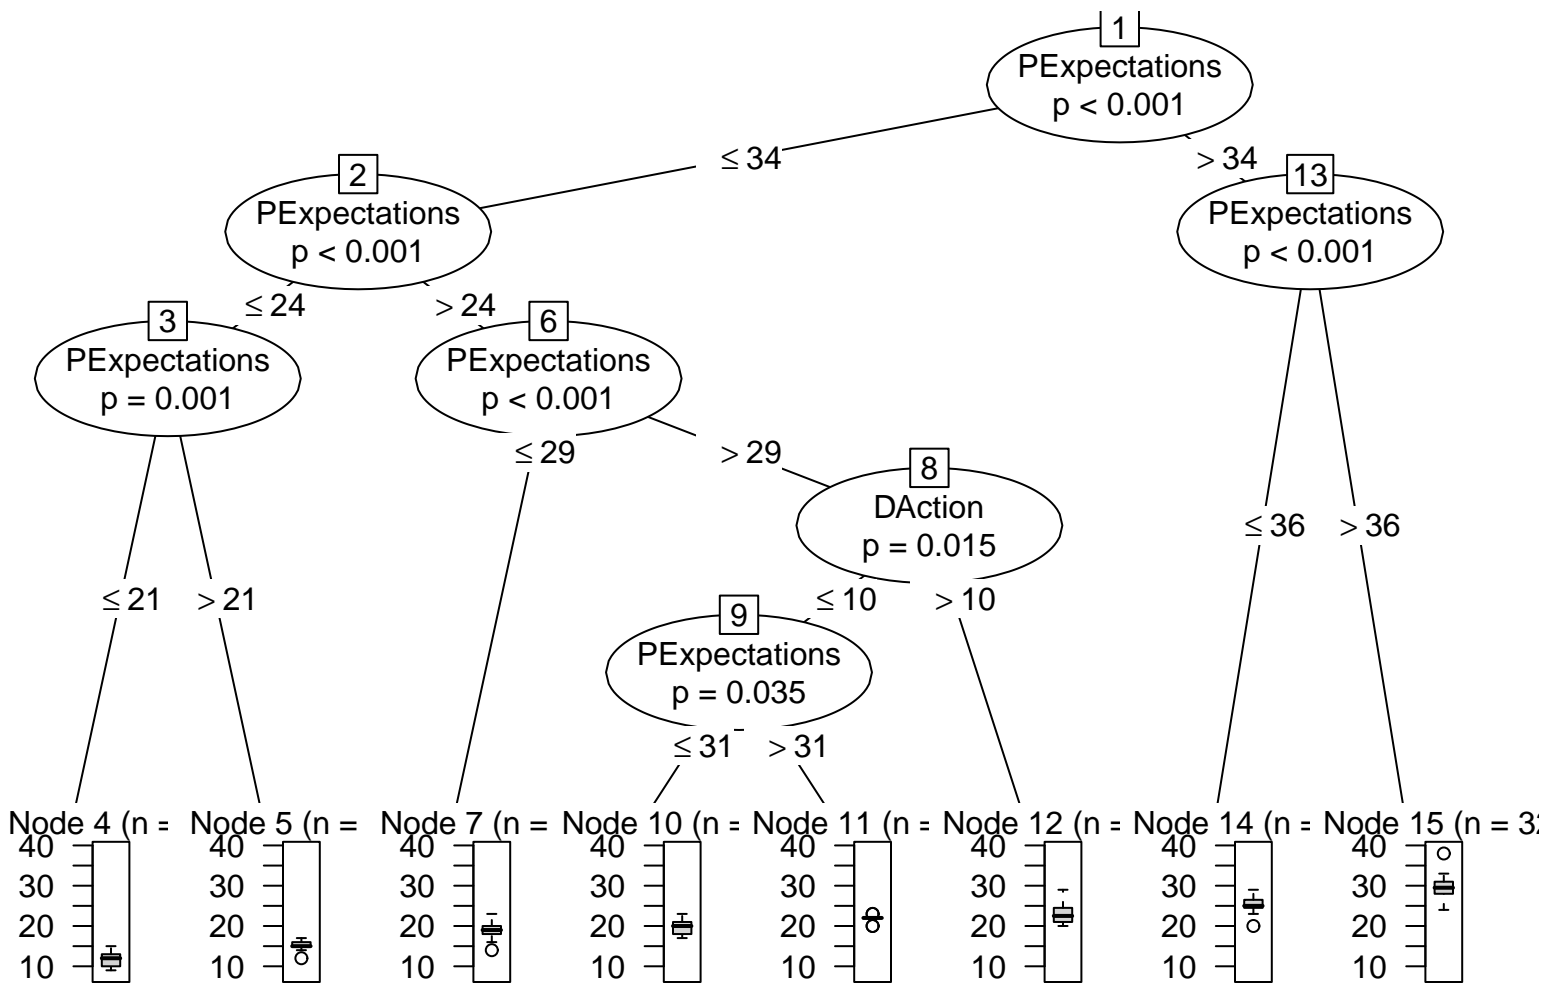 1
PExpectations
p < 0.001
≤ 34
> 34
2
PExpectations
p < 0.001
13
PExpectations
p < 0.001
≤ 24
> 24
3
PExpectations
p = 0.001
6
PExpectations
p < 0.001
≤ 29
> 29
8
DAction
p = 0.015
≤ 36
> 36
≤ 21
> 21
≤ 10
> 10
9
PExpectations
p = 0.035
≤ 31
> 31
Node 4 (n =
Node 5 (n =
Node 7 (n =
Node 10 (n =
Node 11 (n =
Node 12 (n =
Node 14 (n =
Node 15 (n = 32
40 40 40 40 40 40 40 40
30 30 30 30 30 30 30 30
20 20 20 20 20 20 20 20
10 10 10 10 10 10 10 10